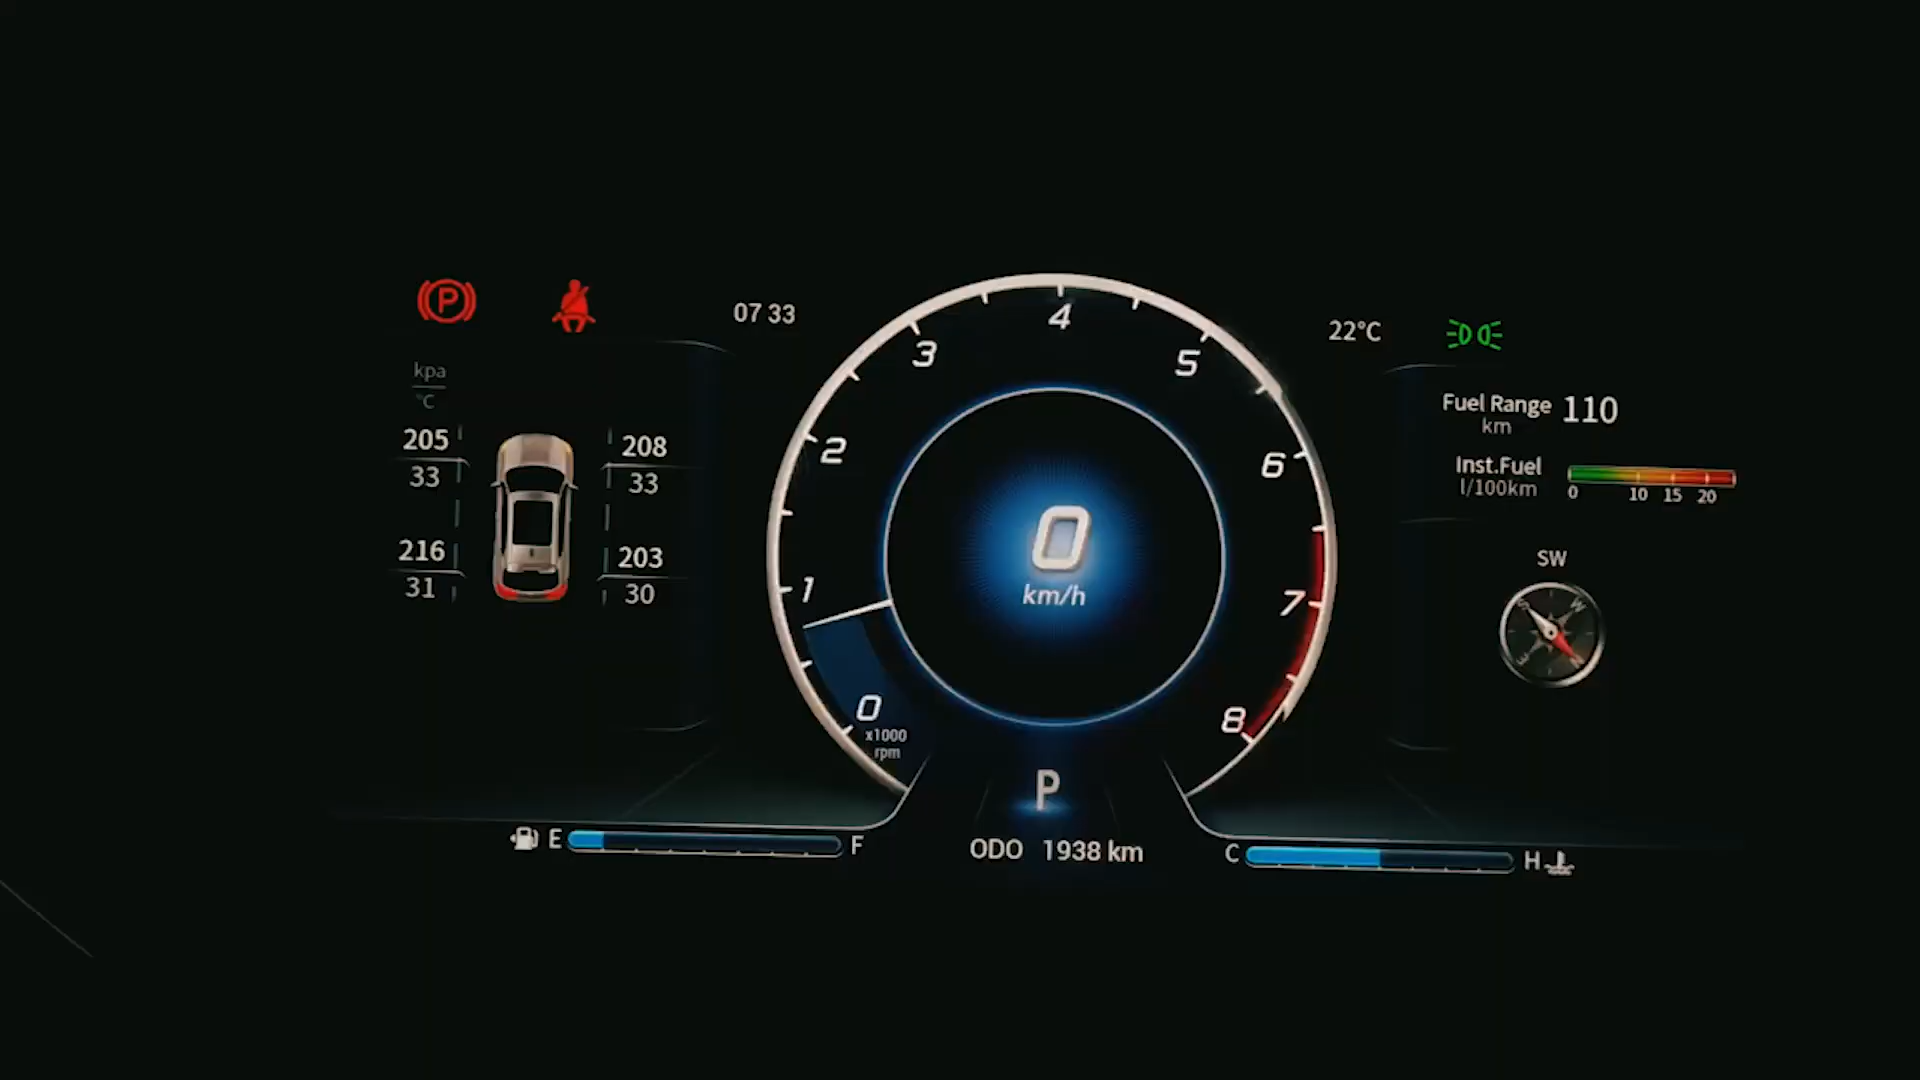 P
07 33
22°C
kpa
°C
205
33
208
33
216
31
203
30
0
1
2
3
4
5
6
7
8
x1000
rpm
0
km/h
P
ODO 1938 km
E
F
C
H
Fuel Range 110
km
Inst.Fuel
l/100km
0 10 15 20
SW
S
W
E
N